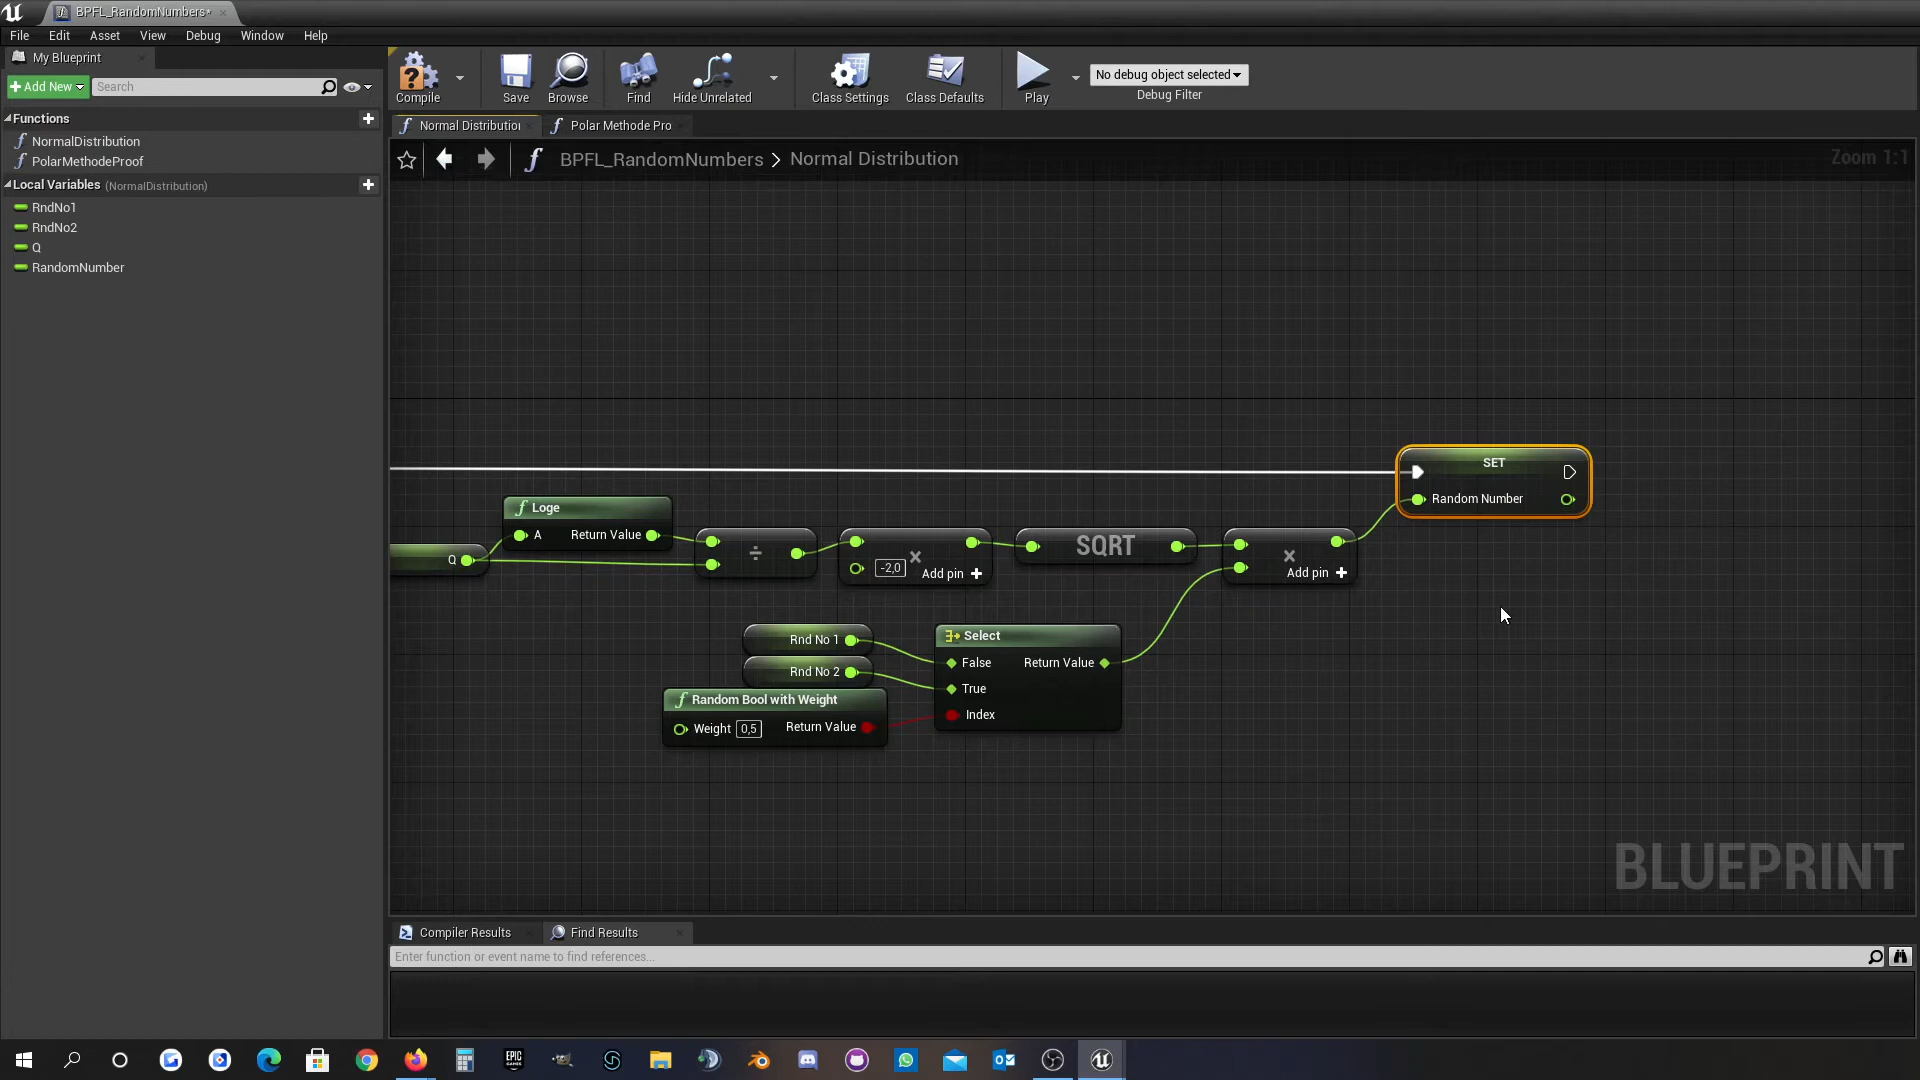 BPFL_RandomNumbers*
File Edit Asset View Debug Window Help
My Blueprint
Add New
Search
Functions
NormalDistribution
PolarMethodeProof
Local Variables (NormalDistribution)
RndNo1
RndNo2
Q
RandomNumber
Compile Save Browse Find Hide Unrelated Class Settings Class Defaults Play
No debug object selected
Debug Filter
Normal Distribution Polar Methode Pro
BPFL_RandomNumbers > Normal Distribution
Zoom 1:1
SET
Random Number
Loge
A Return Value
Q
÷
-2,0 × Add pin
SQRT
× Add pin
Rnd No 1
Rnd No 2
Select
False Return Value
True
Index
Random Bool with Weight
Weight 0,5 Return Value
BLUEPRINT
Compiler Results Find Results
Enter function or event name to find references...
EPIC GAMES